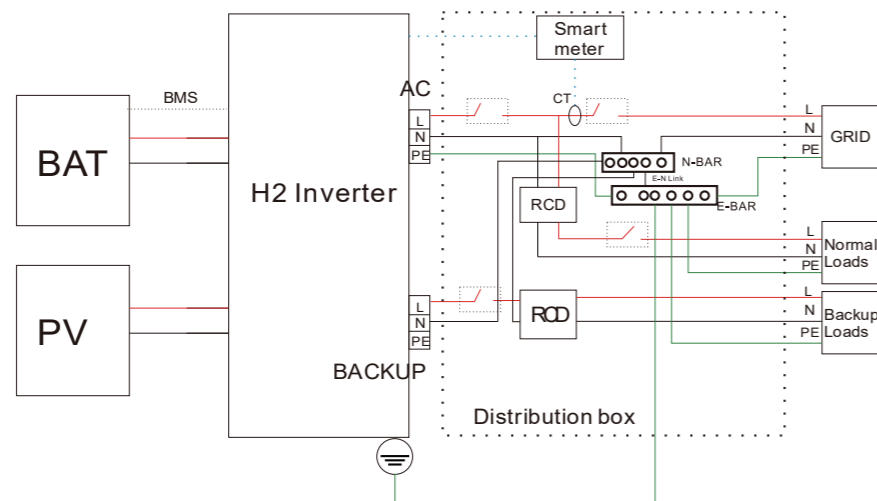 Smart
meter
BMS
AC
CT
L
N
PE
L
N
PE
GRID
BAT
H2 Inverter
N-BAR
E-N Link
E-BAR
RCD
L
N
PE
Normal
Loads
PV
L
N
PE
RCD
L
N
PE
Backup
Loads
BACKUP
Distribution box